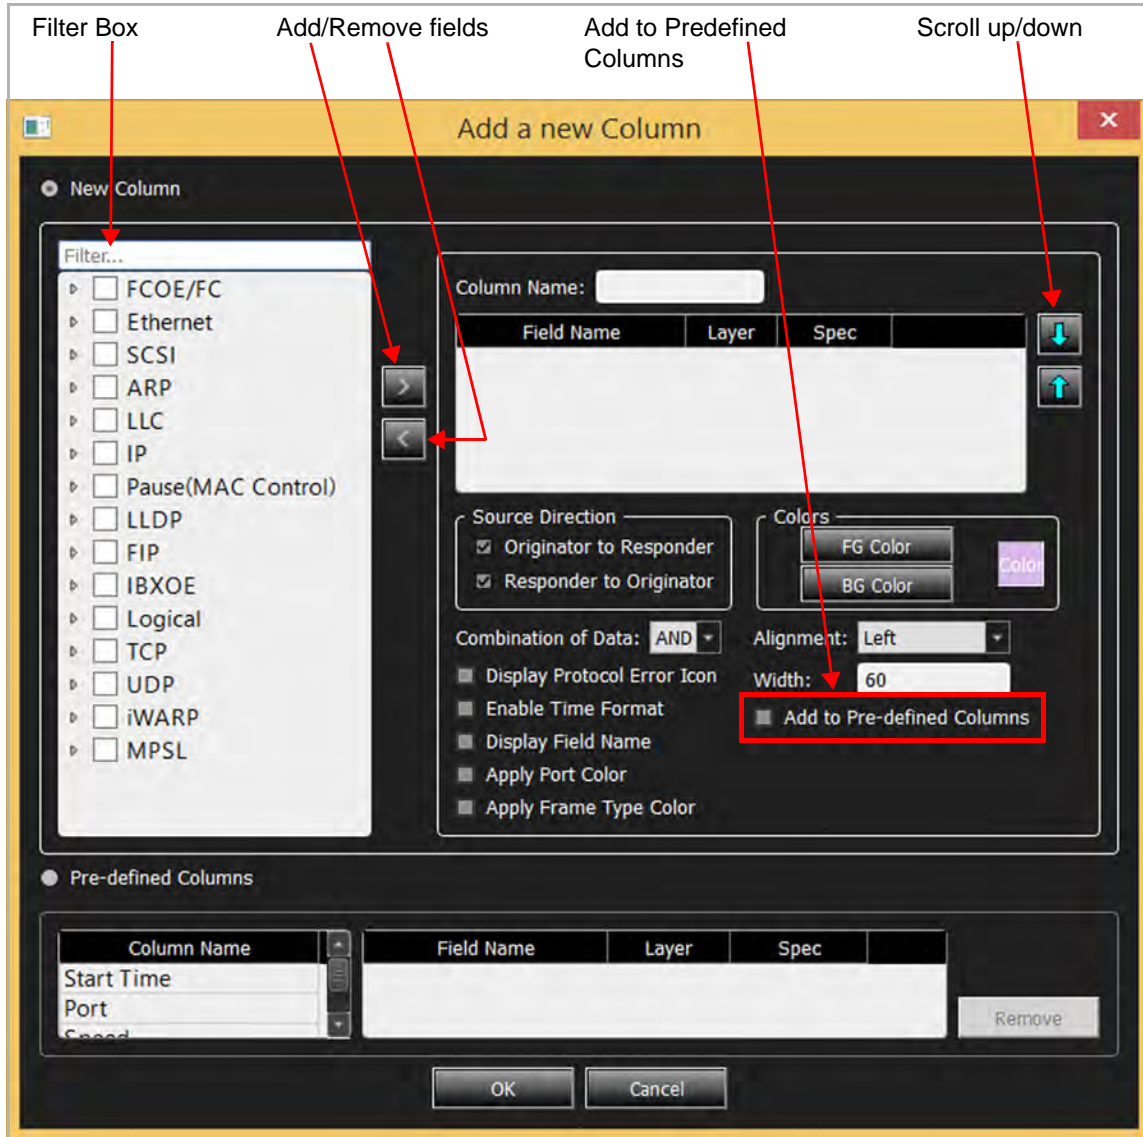 Filter Box
Add/Remove fields
Add to Predefined
Columns
Scroll up/down
Add a new Column
New Column
Filter...
FCOE/FC
Ethernet
SCSI
ARP
LLC
IP
Pause(MAC Control)
LLDP
FIP
IBXOE
Logical
TCP
UDP
iWARP
MPSL
>
<
Column Name:
Field Name Layer Spec
Source Direction
Originator to Responder
Responder to Originator
Colors
FG Color
BG Color
Color
Combination of Data: AND
Alignment: Left
Display Protocol Error Icon
Width: 60
Enable Time Format
Add to Pre-defined Columns
Display Field Name
Apply Port Color
Apply Frame Type Color
Pre-defined Columns
Column Name
Start Time
Port
Speed
Field Name Layer Spec
Remove
OK
Cancel